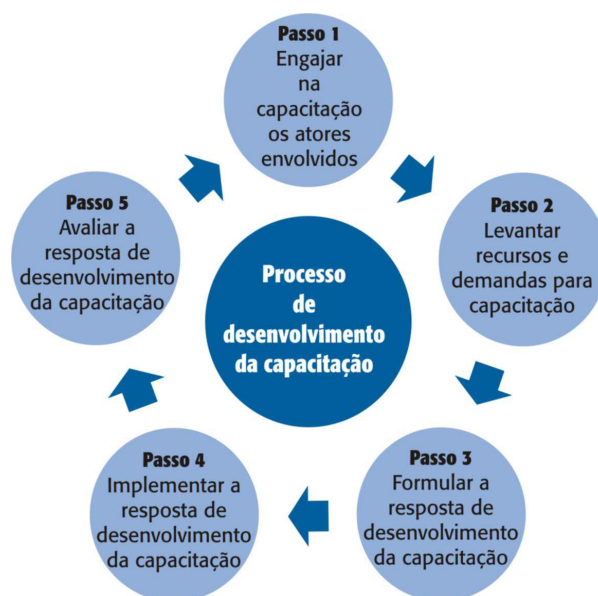 Passo 1
Engajar
na
capacitação
os atores
envolvidos
Passo 2
Levantar
recursos e
demandas para
capacitação
Passo 3
Formular a
resposta de
desenvolvimento
da capacitação
Passo 4
Implementar a
resposta de
desenvolvimento
da capacitação
Passo 5
Avaliar a
resposta de
desenvolvimento
da capacitação
Processo
de
desenvolvimento
da capacitação